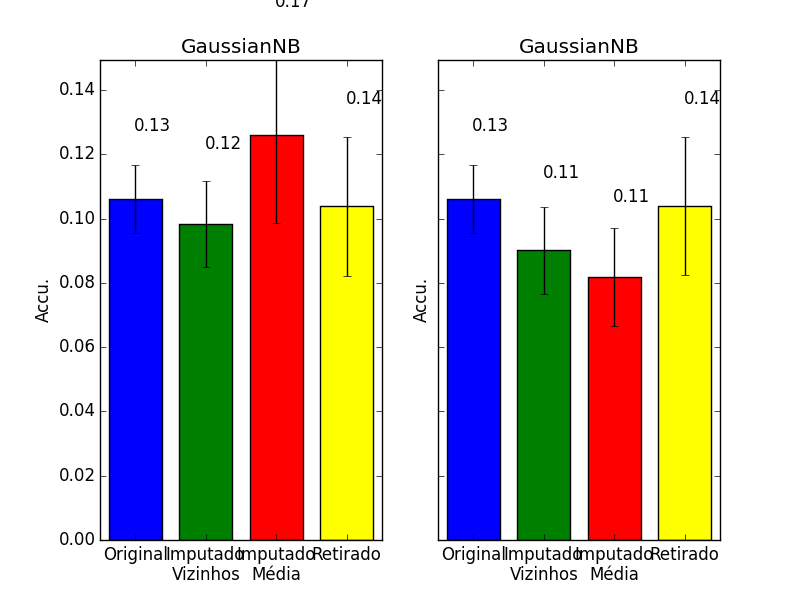 0.17
GaussianNB
0.14
0.12
0.10
0.08
0.06
0.04
0.02
0.00
Accu.
0.13
0.12
0.14
Original Imputado Imputado Retirado
Vizinhos Média
GaussianNB
Accu.
0.13
0.11
0.11
0.14
Original Imputado Imputado Retirado
Vizinhos Média